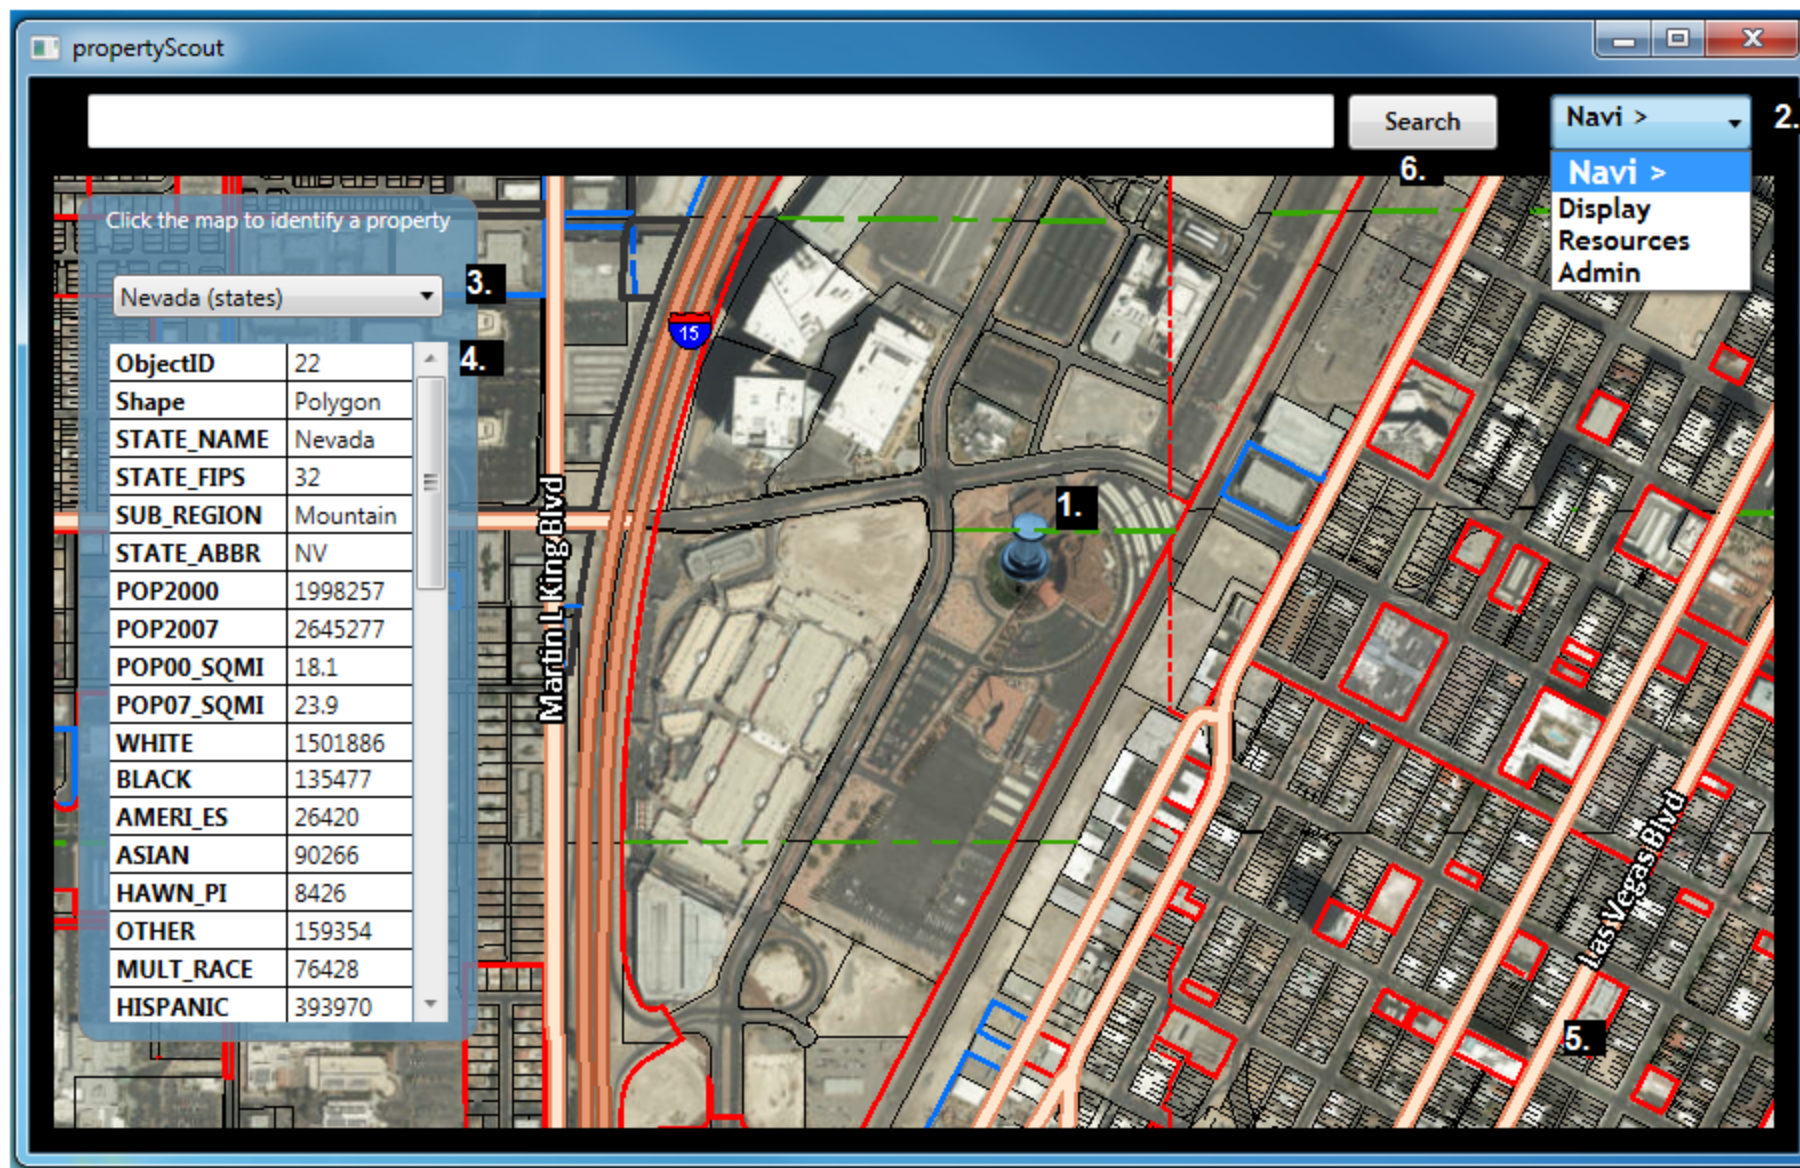 propertyScout
Search
Navi >
2.
6.
Navi >
Display
Resources
Admin
Click the map to identify a property
3.
Nevada (states)
15
4.
ObjectID 22
Shape Polygon
STATE_NAME Nevada
STATE_FIPS 32
SUB_REGION Mountain
STATE_ABBR NV
POP2000 1998257
POP2007 2645277
POP00_SQMI 18.1
POP07_SQMI 23.9
WHITE 1501886
BLACK 135477
AMERI_ES 26420
ASIAN 90266
HAWN_PI 8426
OTHER 159354
MULT_RACE 76428
HISPANIC 393970
Martin L King Blvd
1.
Las Vegas Blvd
5.